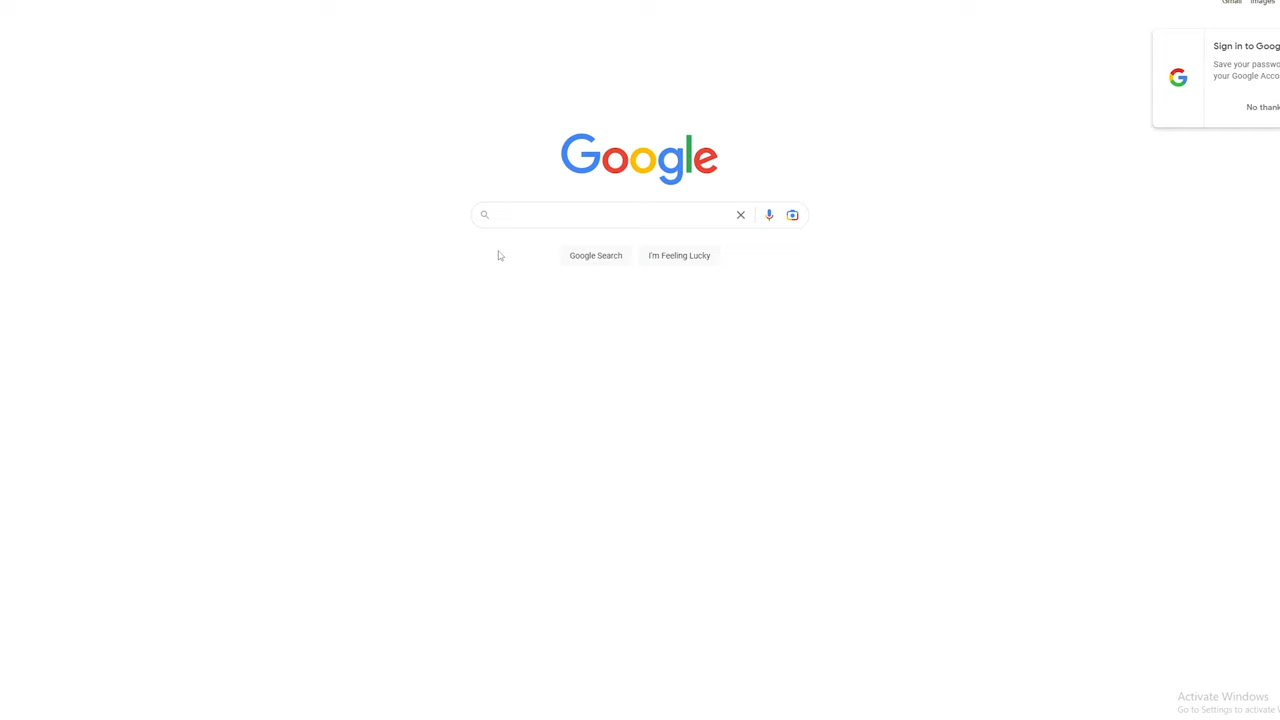 Gmail Images
Sign in to Goog
Save your passwo
your Google Acco
No thank
Google
Google Search I'm Feeling Lucky
Activate Windows
Go to Settings to activate W